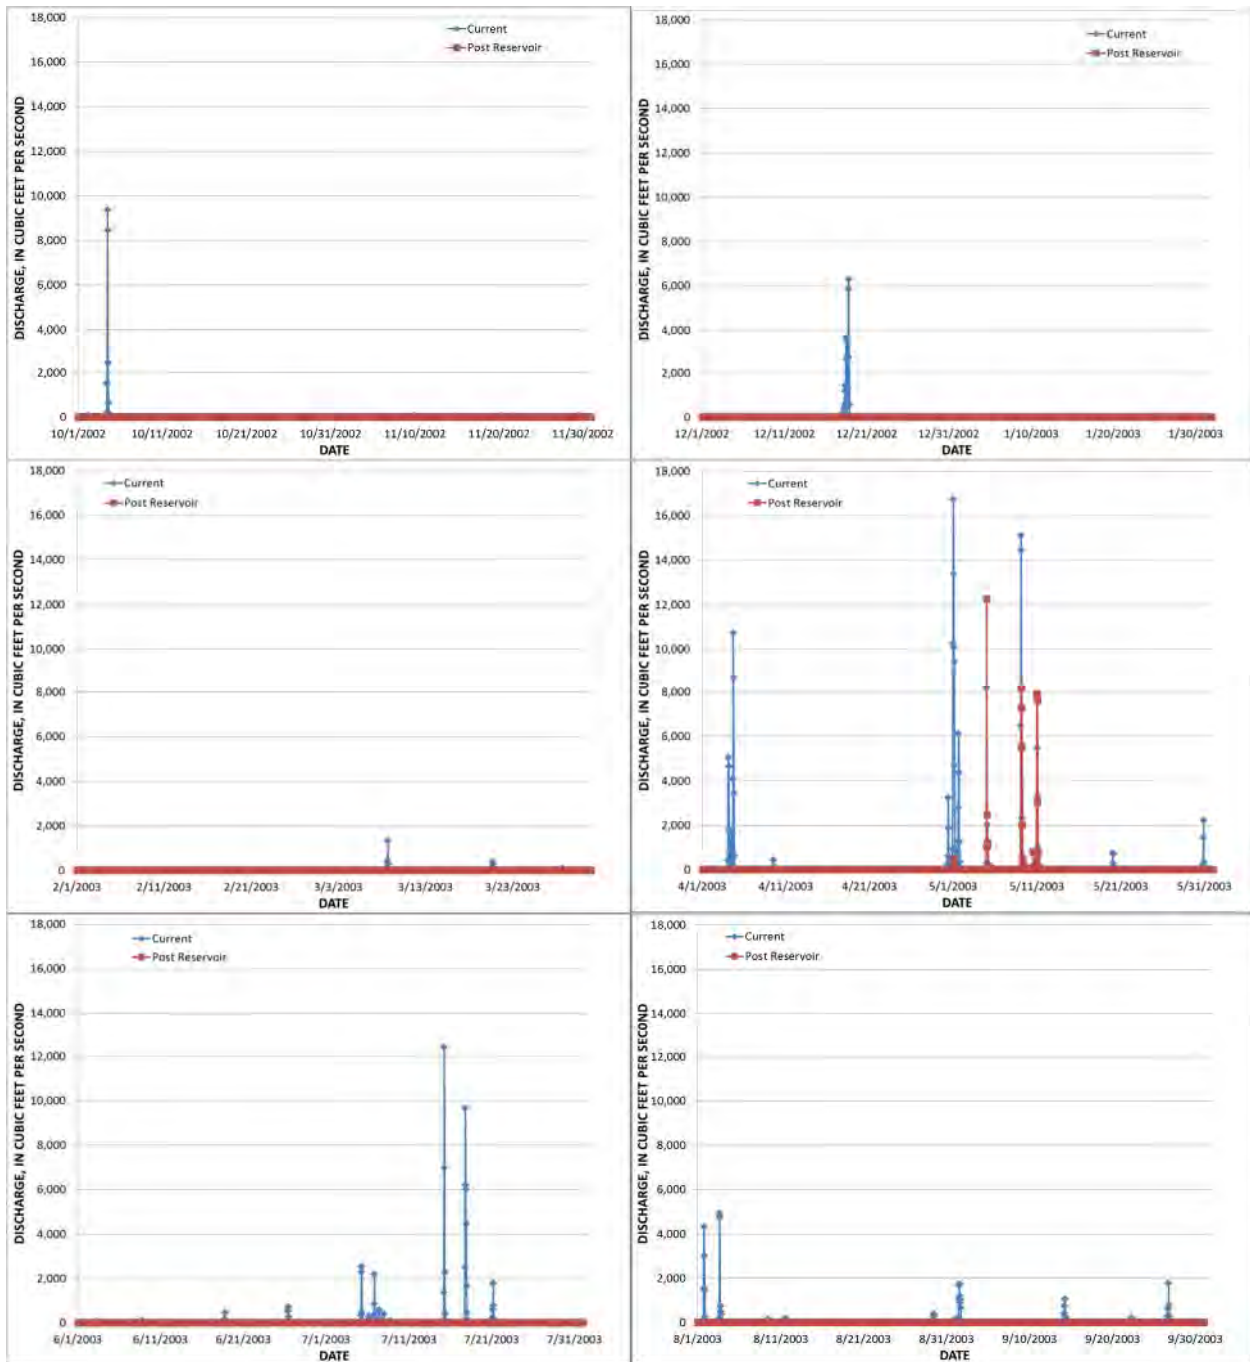 18,000
16,000
14,000
12,000
10,000
8,000
6,000
4,000
2,000
0
DISCHARGE, IN CUBIC FEET PER SECOND
Current
Post Reservoir
10/1/2002 10/11/2002 10/21/2002 10/31/2002 11/10/2002 11/20/2002 11/30/2002
DATE
18,000
16,000
14,000
12,000
10,000
8,000
6,000
4,000
2,000
0
DISCHARGE, IN CUBIC FEET PER SECOND
Current
Post Reservoir
12/1/2002 12/11/2002 12/21/2002 12/31/2002 1/10/2003 1/20/2003 1/30/2003
DATE
18,000
16,000
14,000
12,000
10,000
8,000
6,000
4,000
2,000
0
DISCHARGE, IN CUBIC FEET PER SECOND
Current
Post Reservoir
2/1/2003 2/11/2003 2/21/2003 3/3/2003 3/13/2003 3/23/2003
DATE
18,000
16,000
14,000
12,000
10,000
8,000
6,000
4,000
2,000
0
DISCHARGE, IN CUBIC FEET PER SECOND
Current
Post Reservoir
4/1/2003 4/11/2003 4/21/2003 5/1/2003 5/11/2003 5/21/2003 5/31/2003
DATE
18,000
16,000
14,000
12,000
10,000
8,000
6,000
4,000
2,000
0
DISCHARGE, IN CUBIC FEET PER SECOND
Current
Post Reservoir
6/1/2003 6/11/2003 6/21/2003 7/1/2003 7/11/2003 7/21/2003 7/31/2003
DATE
18,000
16,000
14,000
12,000
10,000
8,000
6,000
4,000
2,000
0
DISCHARGE, IN CUBIC FEET PER SECOND
Current
Post Reservoir
8/1/2003 8/11/2003 8/21/2003 8/31/2003 9/10/2003 9/20/2003 9/30/2003
DATE